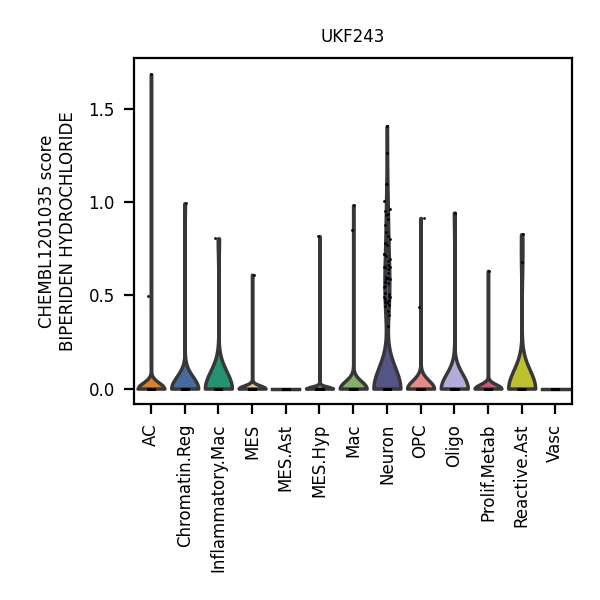 UKF243
CHEMBL1201035 score
BIPERIDEN HYDROCHLORIDE
1.5
1.0
0.5
0.0
AC
Chromatin.Reg
Inflammatory.Mac
MES
MES.Ast
MES.Hyp
Mac
Neuron
OPC
Oligo
Prolif.Metab
Reactive.Ast
Vasc